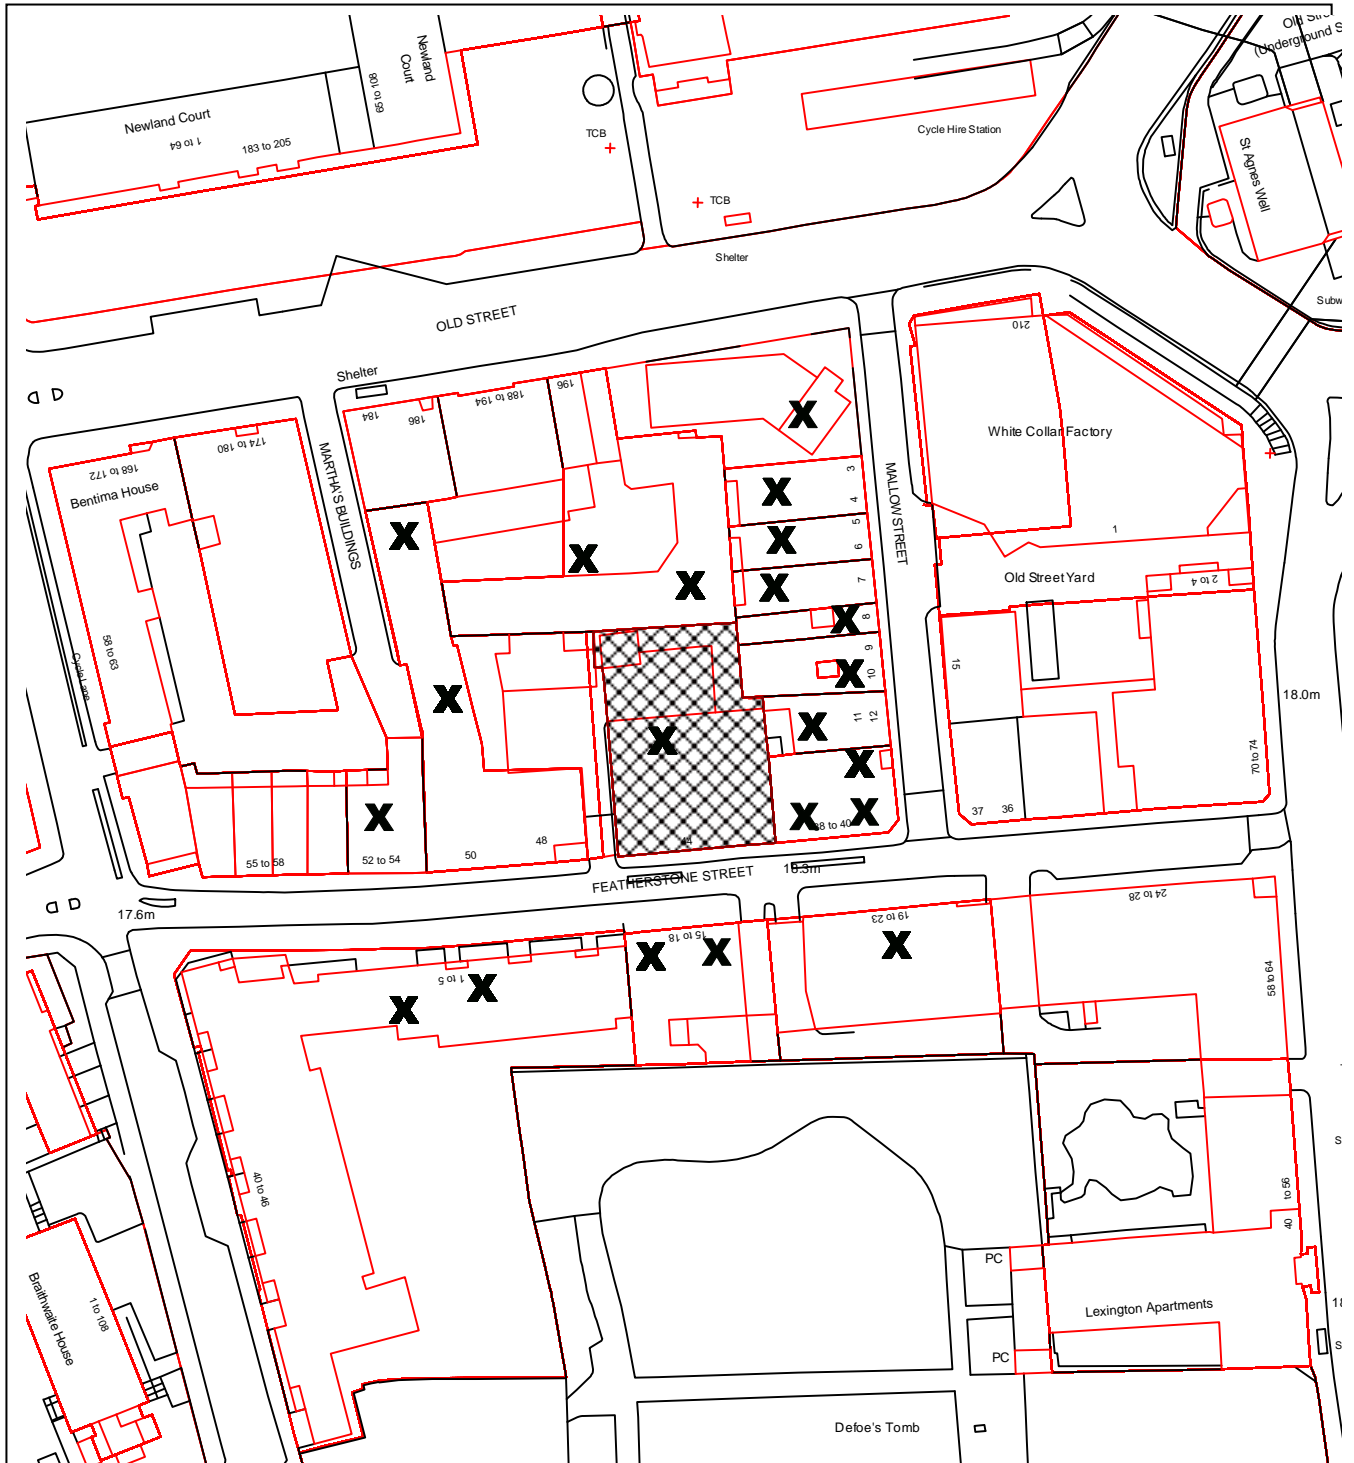 Newland
Court
65 to 108
Newland Court
1 to 64
183 to 205
TCB
Cycle Hire Station
TCB
Shelter
Old Stre
(Underground S
St Agnes Well
Subw
OLD STREET
Shelter
184
186
188 to 194
196
210
174 to 180
168 to 172
Bentima House
MARTHA'S BUILDINGS
MALLOW STREET
White Collar Factory
X
3
4
X
5
6
X
7
X
8
X
9
10
X
11
12
X
X
X
X
X
X
X
X
X
1
Old Street Yard
2 to 4
15
58 to 63
Cycle Lane
18.0m
70 to 74
37
36
38 to 40
X
X
48
50
52 to 54
55 to 58
44
18.3m
FEATHERSTONE STREET
17.6m
15 to 18
X
X
19 to 23
X
24 to 28
1 to 5
X
X
58 to 64
40 to 46
40
to 56
S
PC
PC
Lexington Apartments
18
S
1 to 108
Braithwaite House
Defoe's Tomb